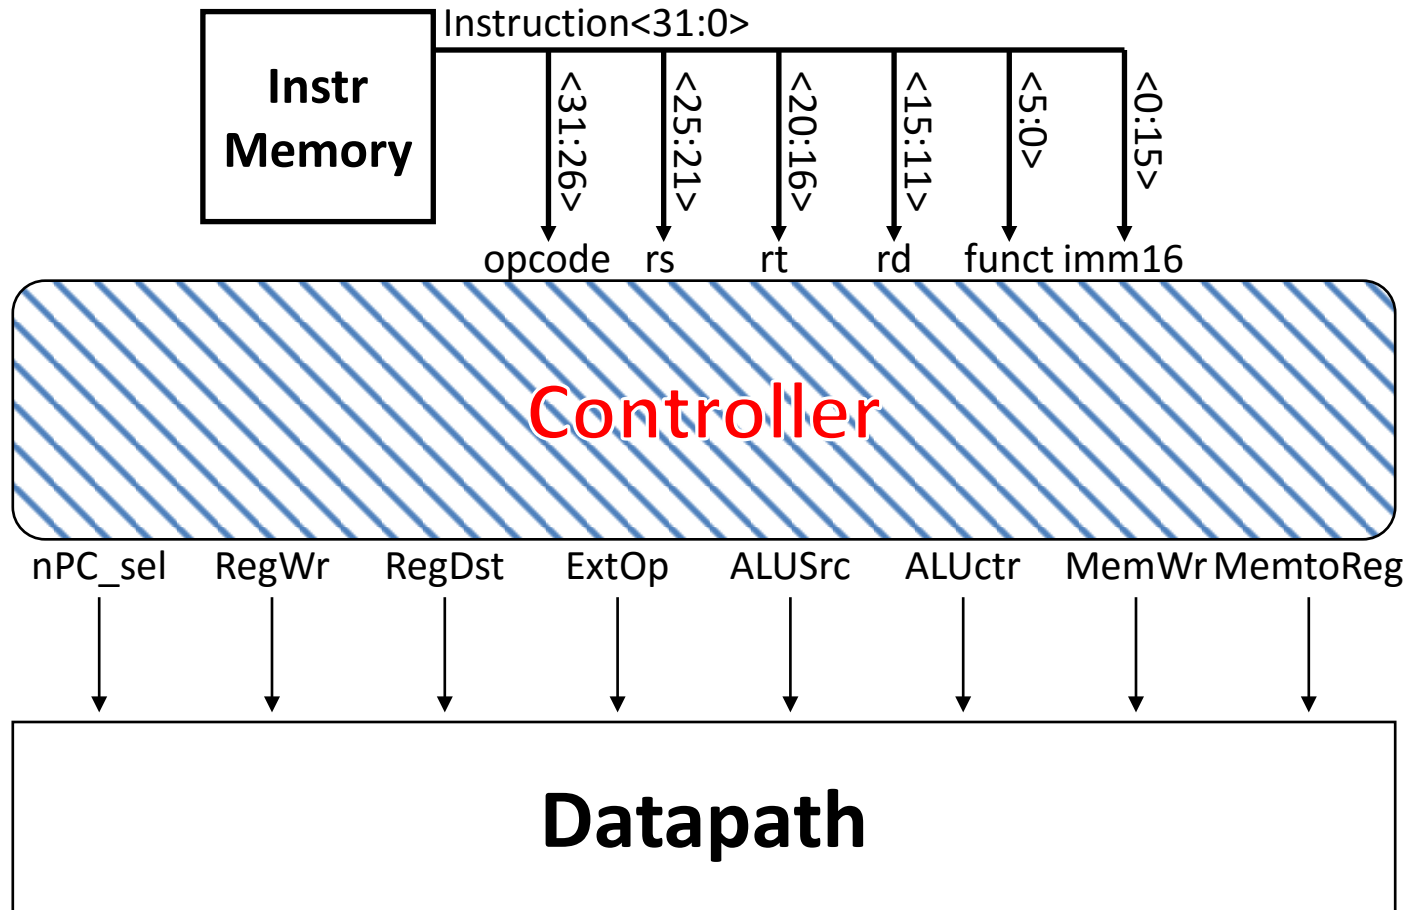 Instruction<31:0>
Instr
Memory
<31:26>
<25:21>
<20:16>
<15:11>
<5:0>
<0:15>
opcode rs rt rd funct imm16
Controller
nPC_sel RegWr RegDst ExtOp ALUSrc ALUctr MemWr MemtoReg
Datapath